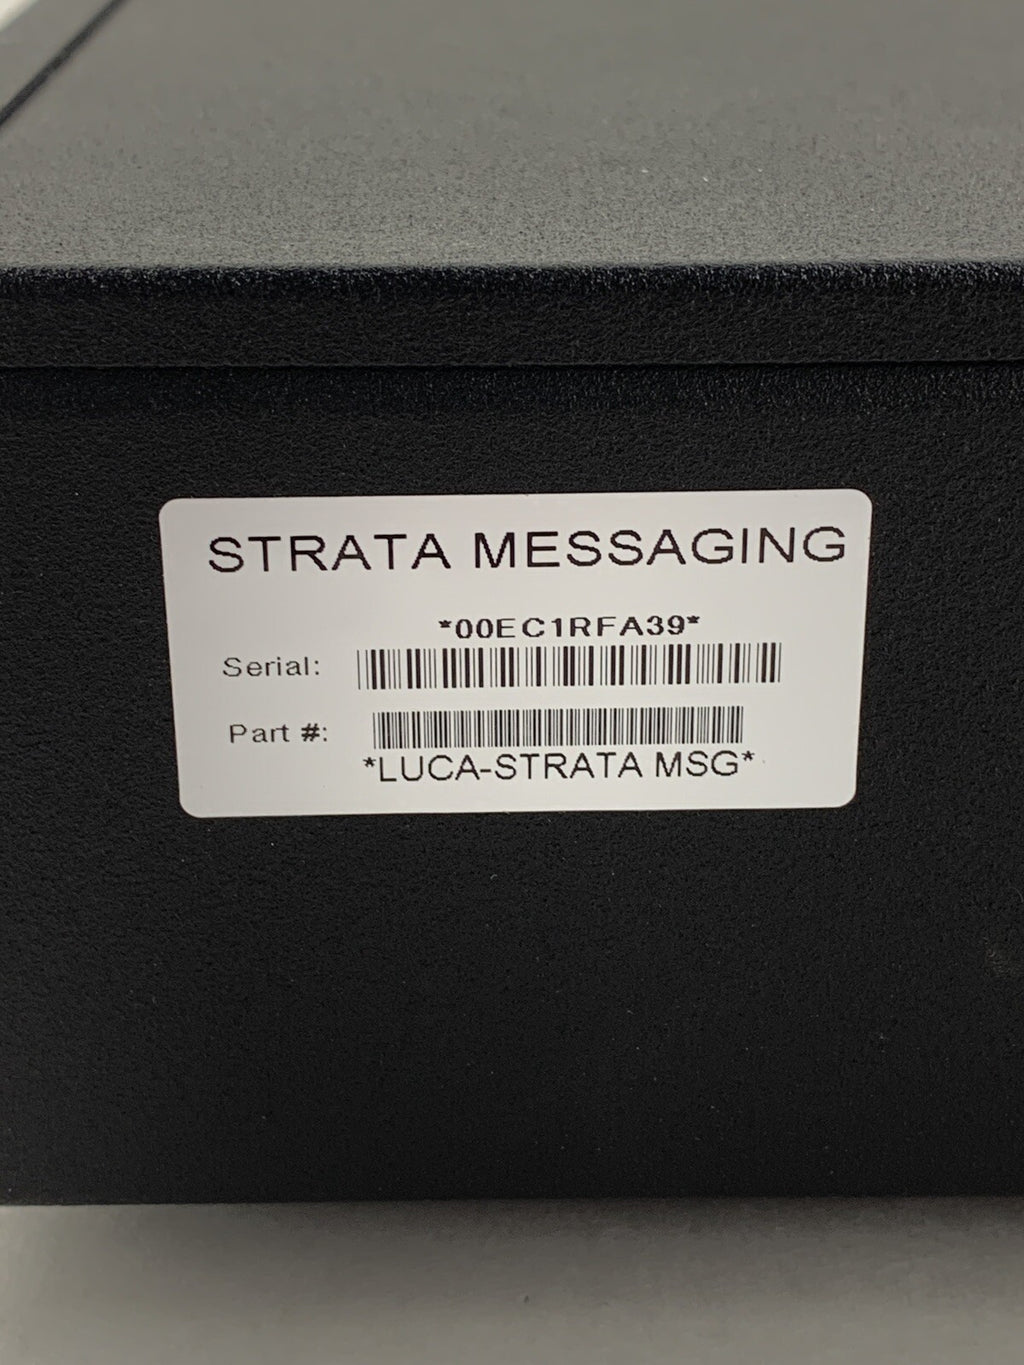 STRATA MESSAGING
*00EC1RFA39*
Serial:
Part #:
*LUCA-STRATA MSG*